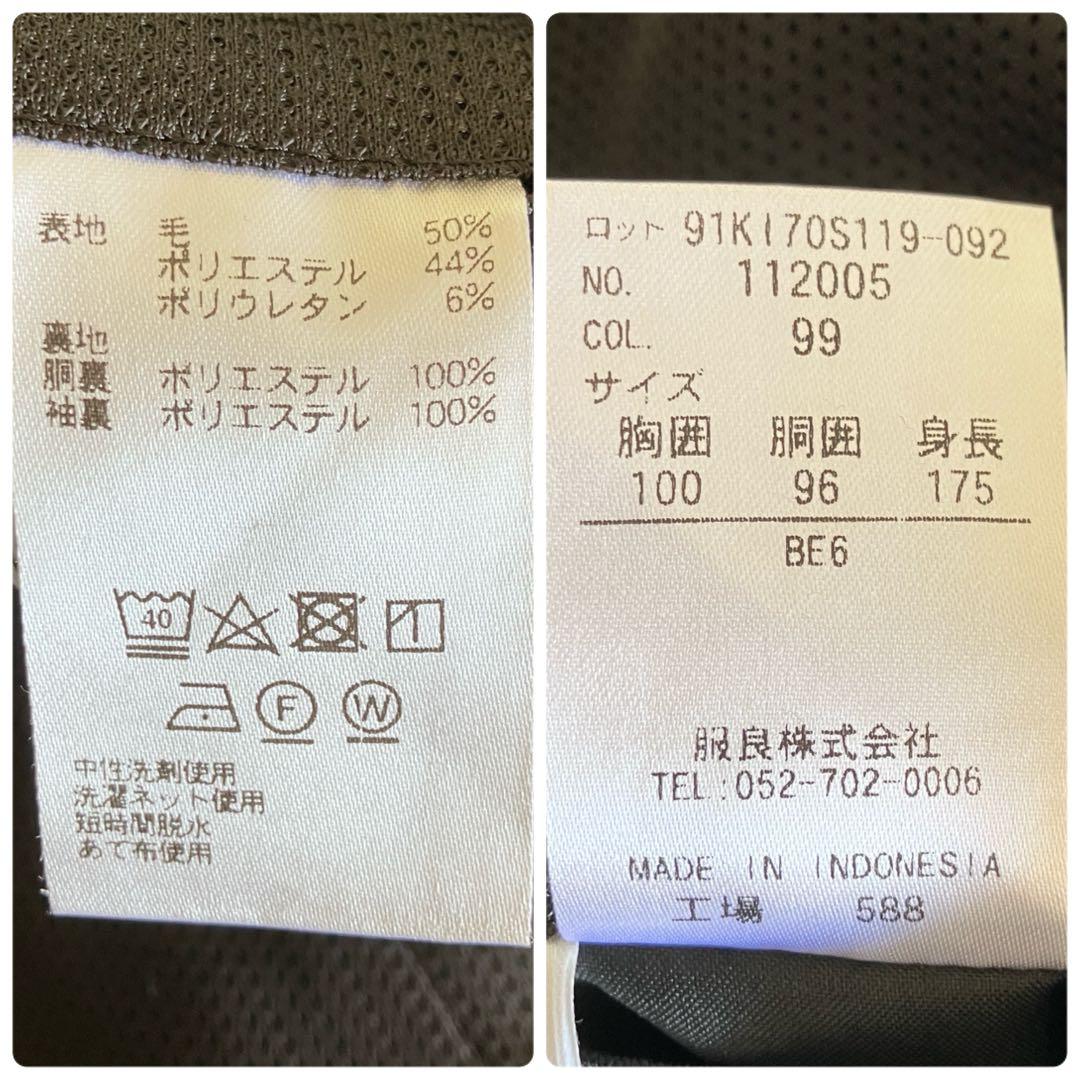 表地 毛 50%
ポリエステル 44%
ポリウレタン 6%
裏地
胴裏 ポリエステル 100%
袖裏 ポリエステル 100%
40
F W
中性洗剤使用
洗濯ネット使用
短時間脱水
あて布使用
ロット 91KI70S119-092
NO. 112005
COL. 99
サイズ
胸囲 胴囲 身長
100 96 175
BE6
服良株式会社
TEL:052-702-0006
MADE IN INDONESIA
工場 588